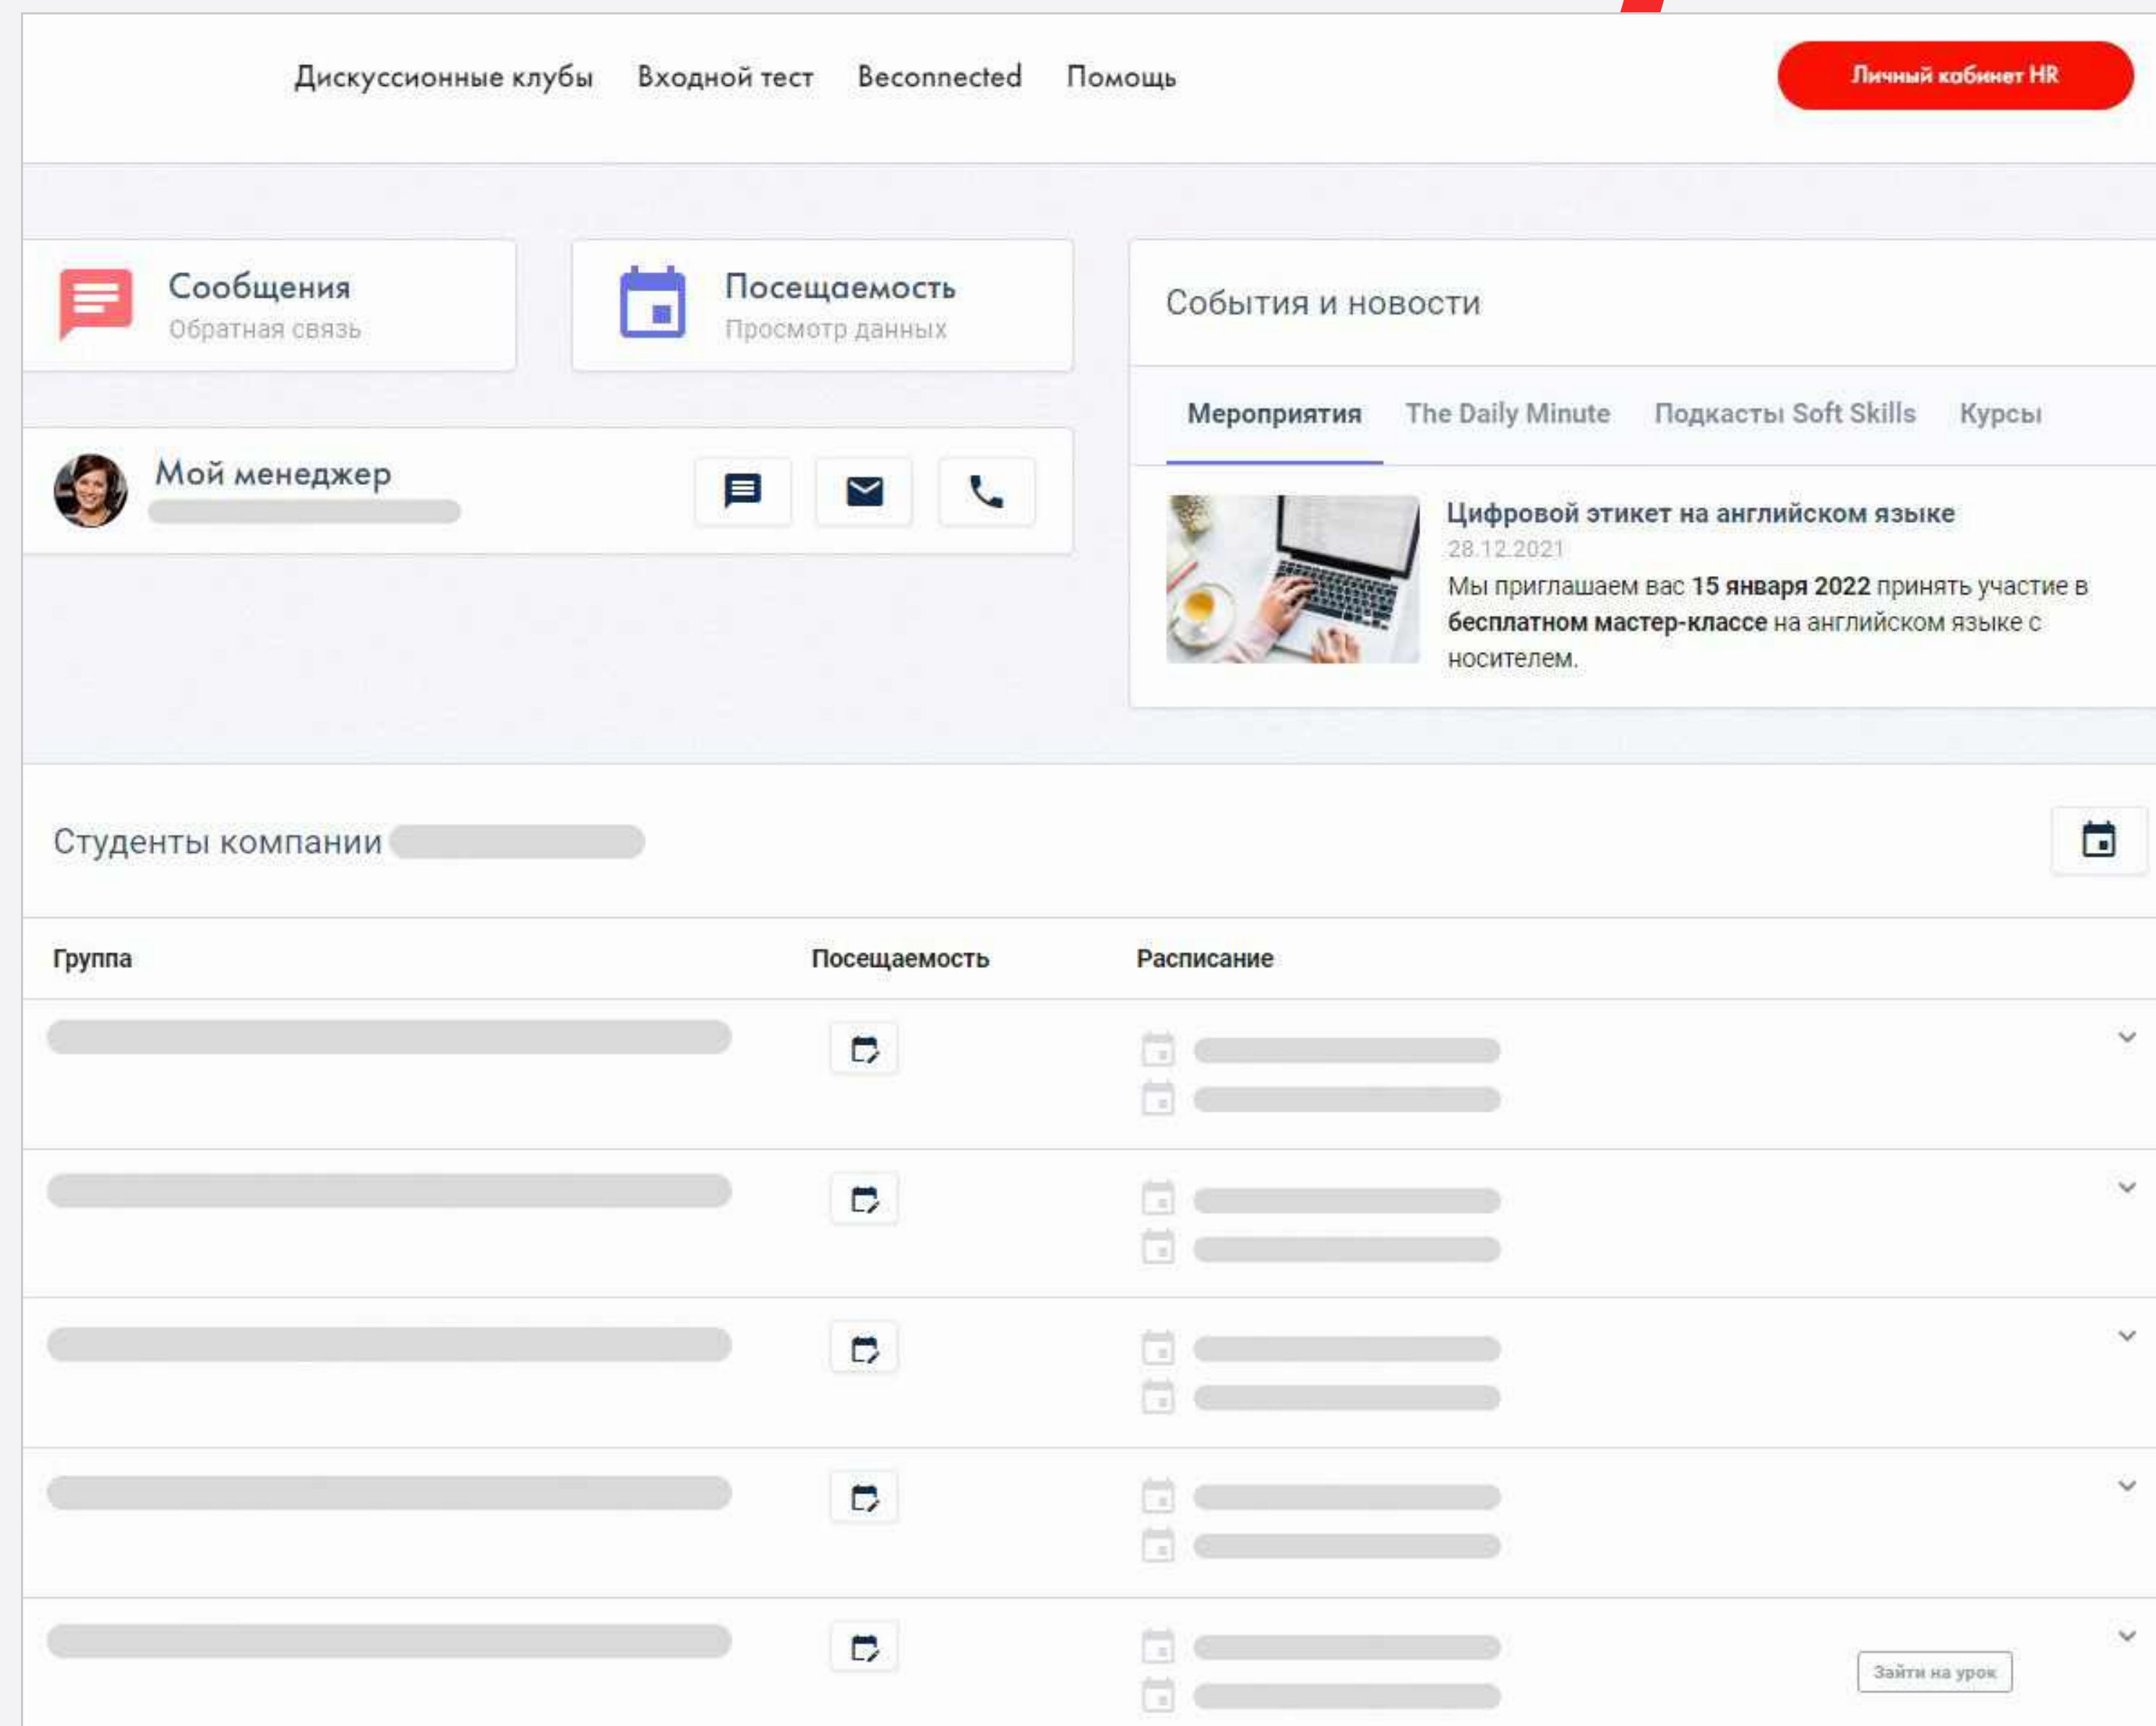 Дискуссионные клубы Входной тест Beconnected Помощь
Личный кабинет HR
Сообщения
Обратная связь
Посещаемость
Просмотр данных
Мой менеджер
События и новости
Мероприятия The Daily Minute Подкасты Soft Skills Курсы
Цифровой этикет на английском языке
28.12.2021
Мы приглашаем вас 15 января 2022 принять участие в
бесплатном мастер-классе на английском языке с
носителем.
Студенты компании
Группа Посещаемость Расписание
Зайти на урок